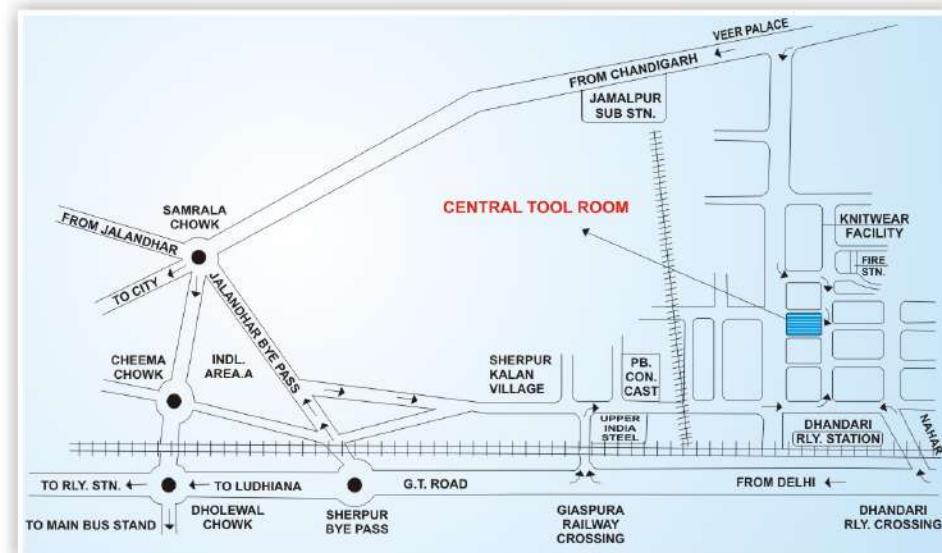 VEER PALACE
FROM CHANDIGARH
JAMALPUR
SUB STN.
CENTRAL TOOL ROOM
SAMRALA
CHOWK
FROM JALANDHAR
TO CITY
JALANDHAR BYE PASS
KNITWEAR
FACILITY
FIRE
STN.
CHEEMA
CHOWK
INDL.
AREA.A
SHERPUR
KALAN
VILLAGE
PB.
CON.
CAST
UPPER
INDIA
STEEL
DHANDARI
RLY. STATION
NAHAR
TO RLY. STN.
TO LUDHIANA
G.T. ROAD
FROM DELHI
TO MAIN BUS STAND
DHOLEWAL
CHOWK
SHERPUR
BYE PASS
GIASPURA
RAILWAY
CROSSING
DHANDARI
RLY. CROSSING